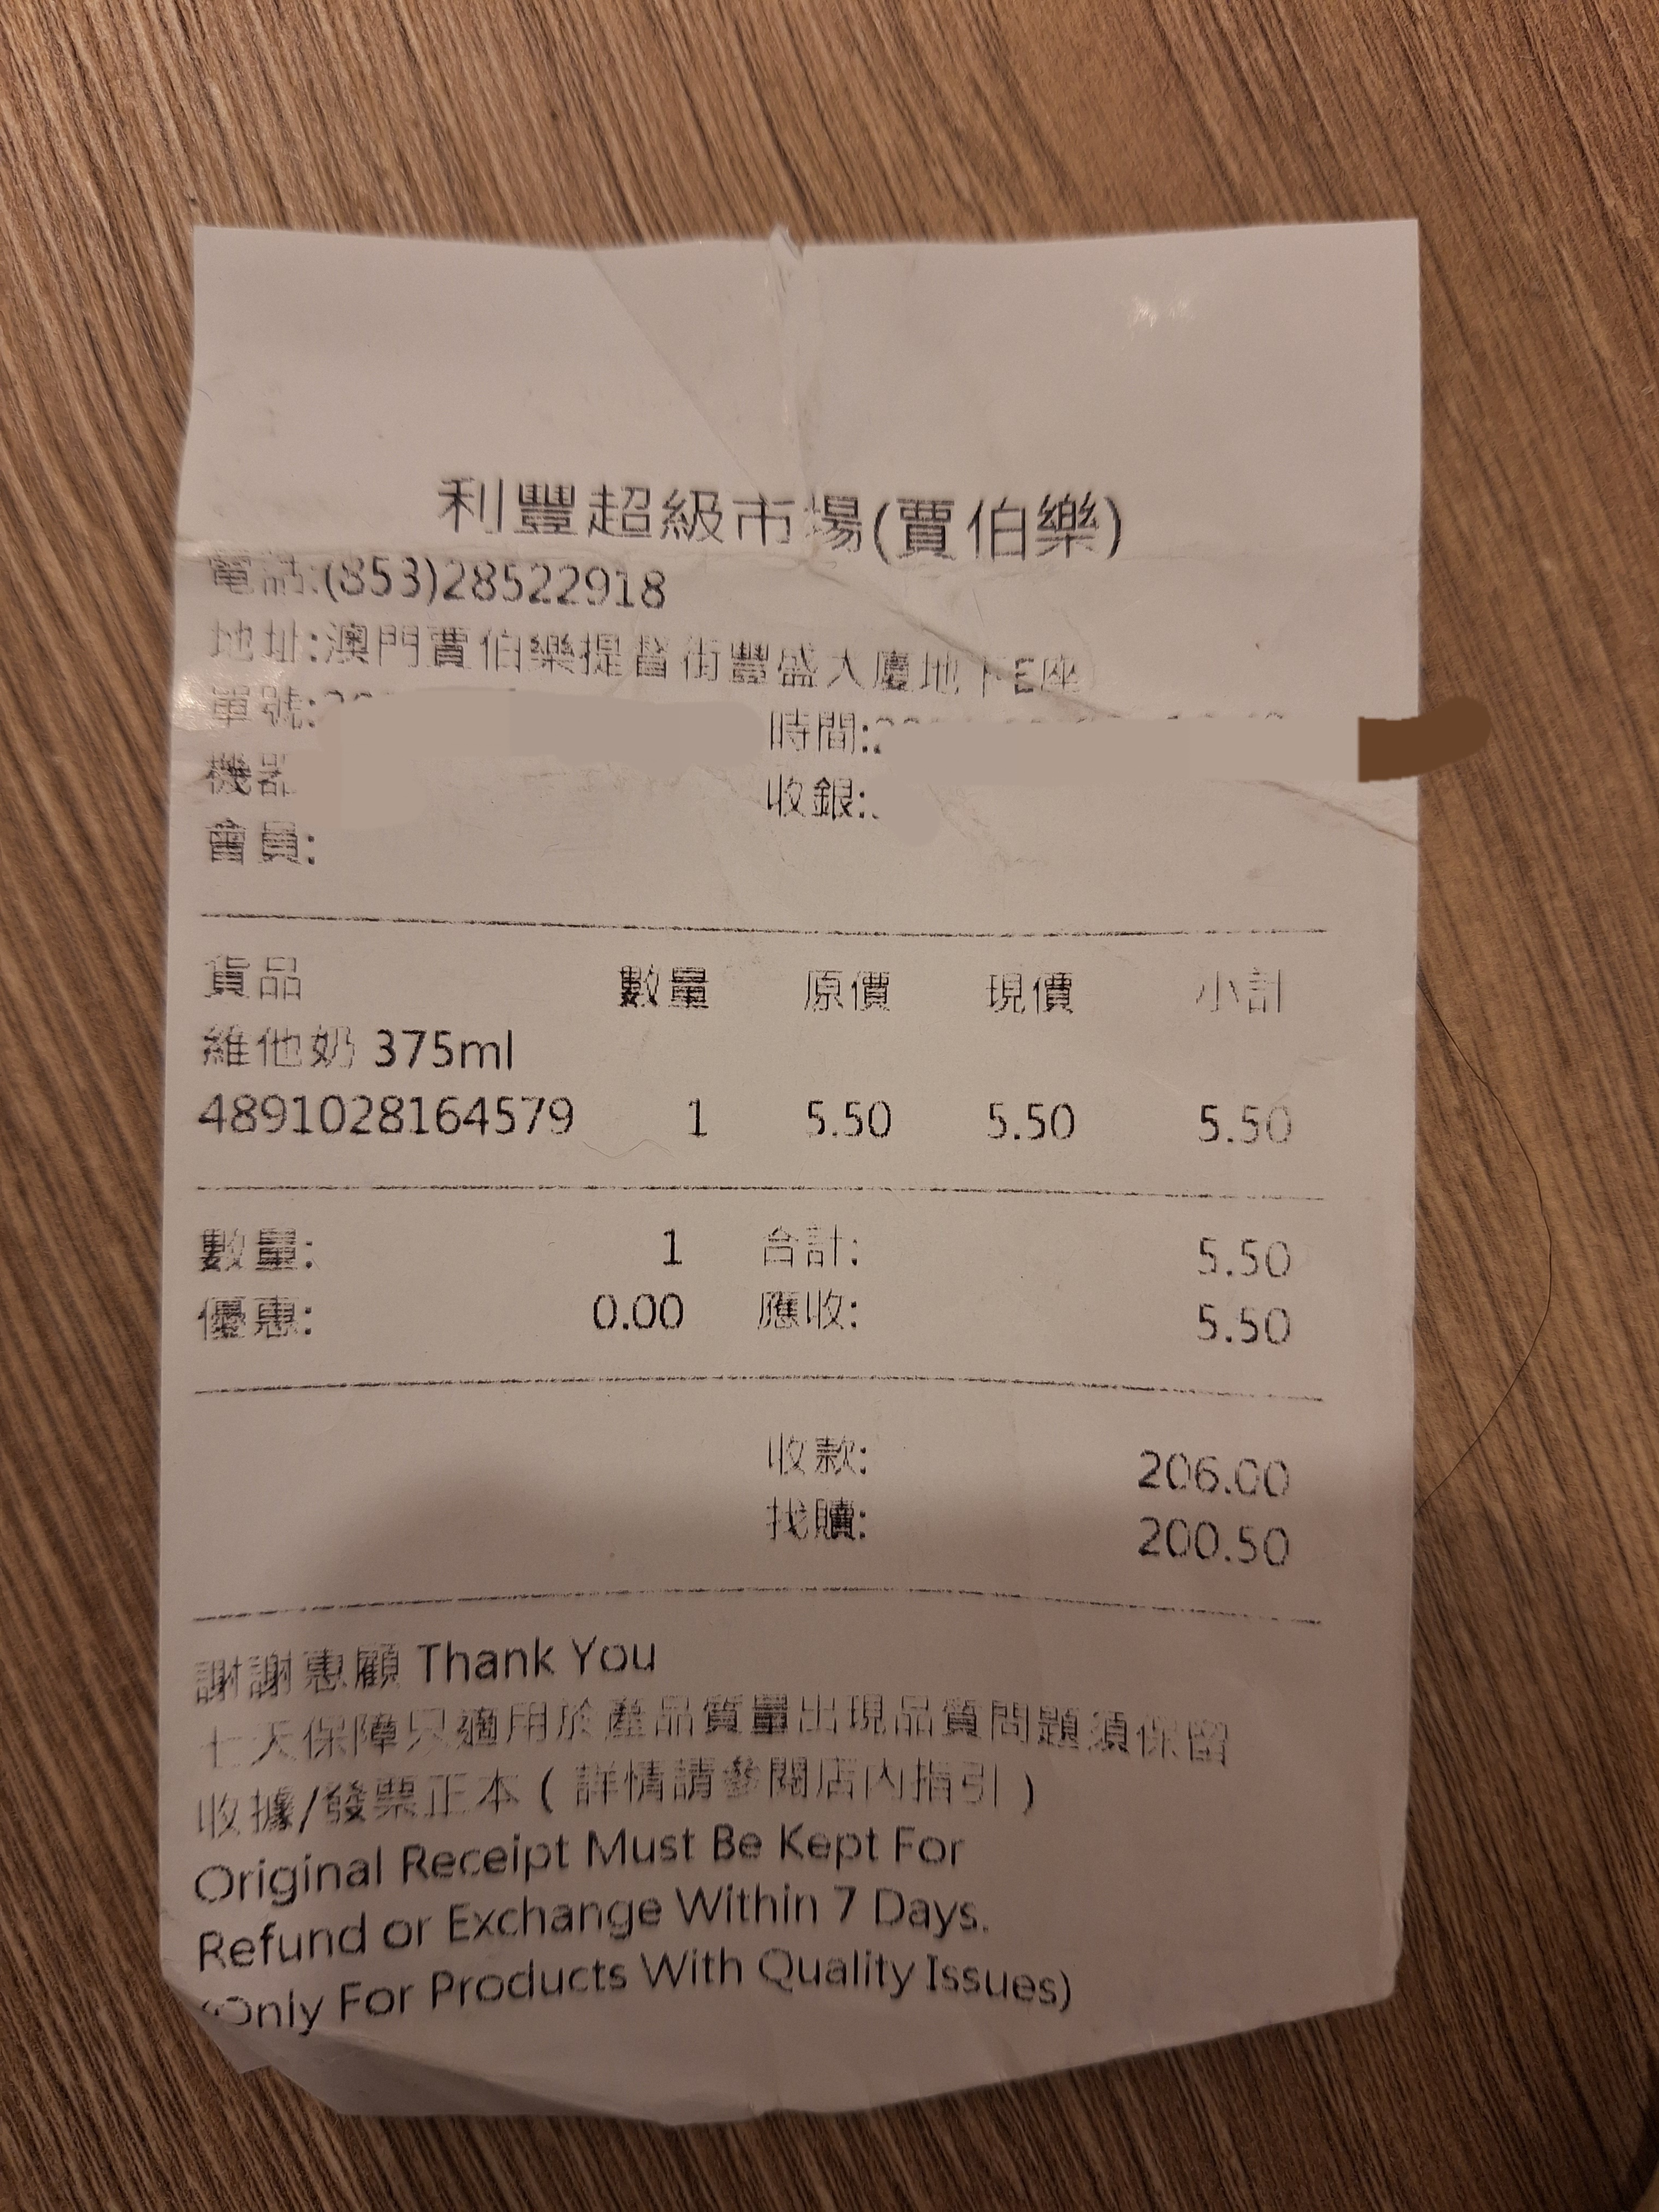 利豐超級市場(賈伯樂)
電話:(853)28522918
地址:澳門賈伯樂提督街豐盛大廈地下E座
單號: 時間:
機器
收銀:
會員:
貨品 數量 原價 現價 小計
維他奶 375ml
4891028164579 1 5.50 5.50 5.50
數量: 1 合計: 5.50
優惠: 0.00 應收: 5.50
收款: 206.00
找贖: 200.50
謝謝惠顧 Thank You
七天保障只適用於產品質量出現品質問題須保留
收據/發票正本 ( 詳情請參閱店內指引 )
Original Receipt Must Be Kept For
Refund or Exchange Within 7 Days.
(Only For Products With Quality Issues)